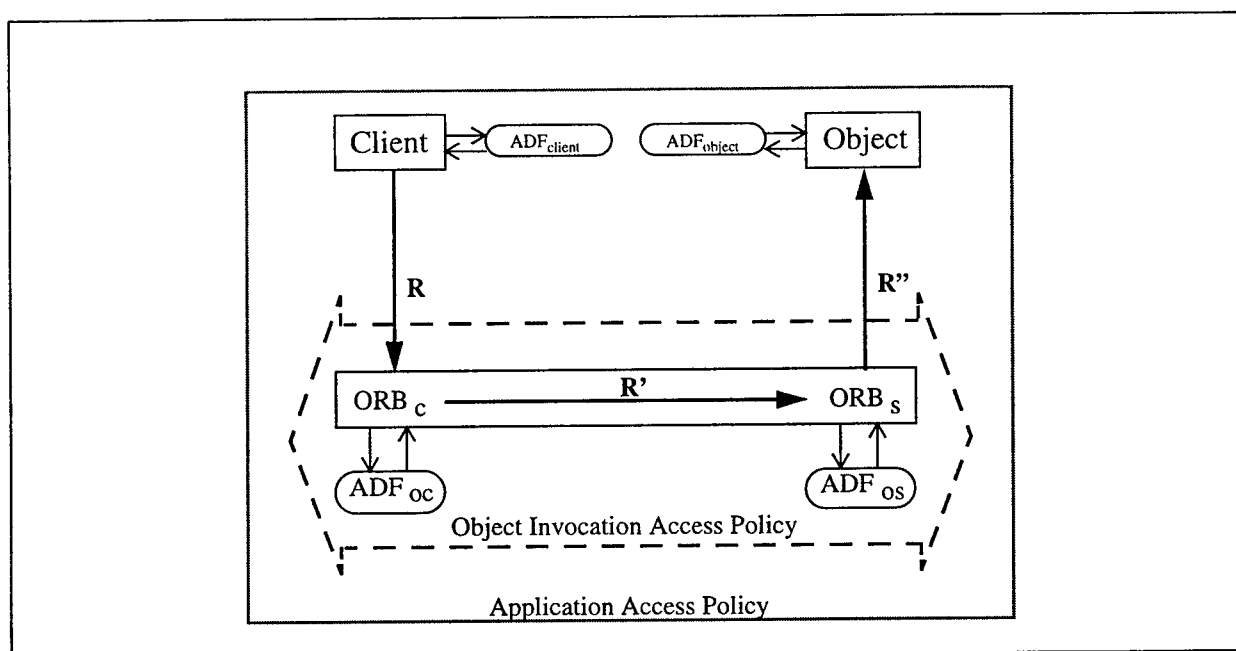 Client
ADFclient
ADFobject
Object
R
R”
R’
ORB c
ORB s
ADF oc
ADF os
Object Invocation Access Policy
Application Access Policy